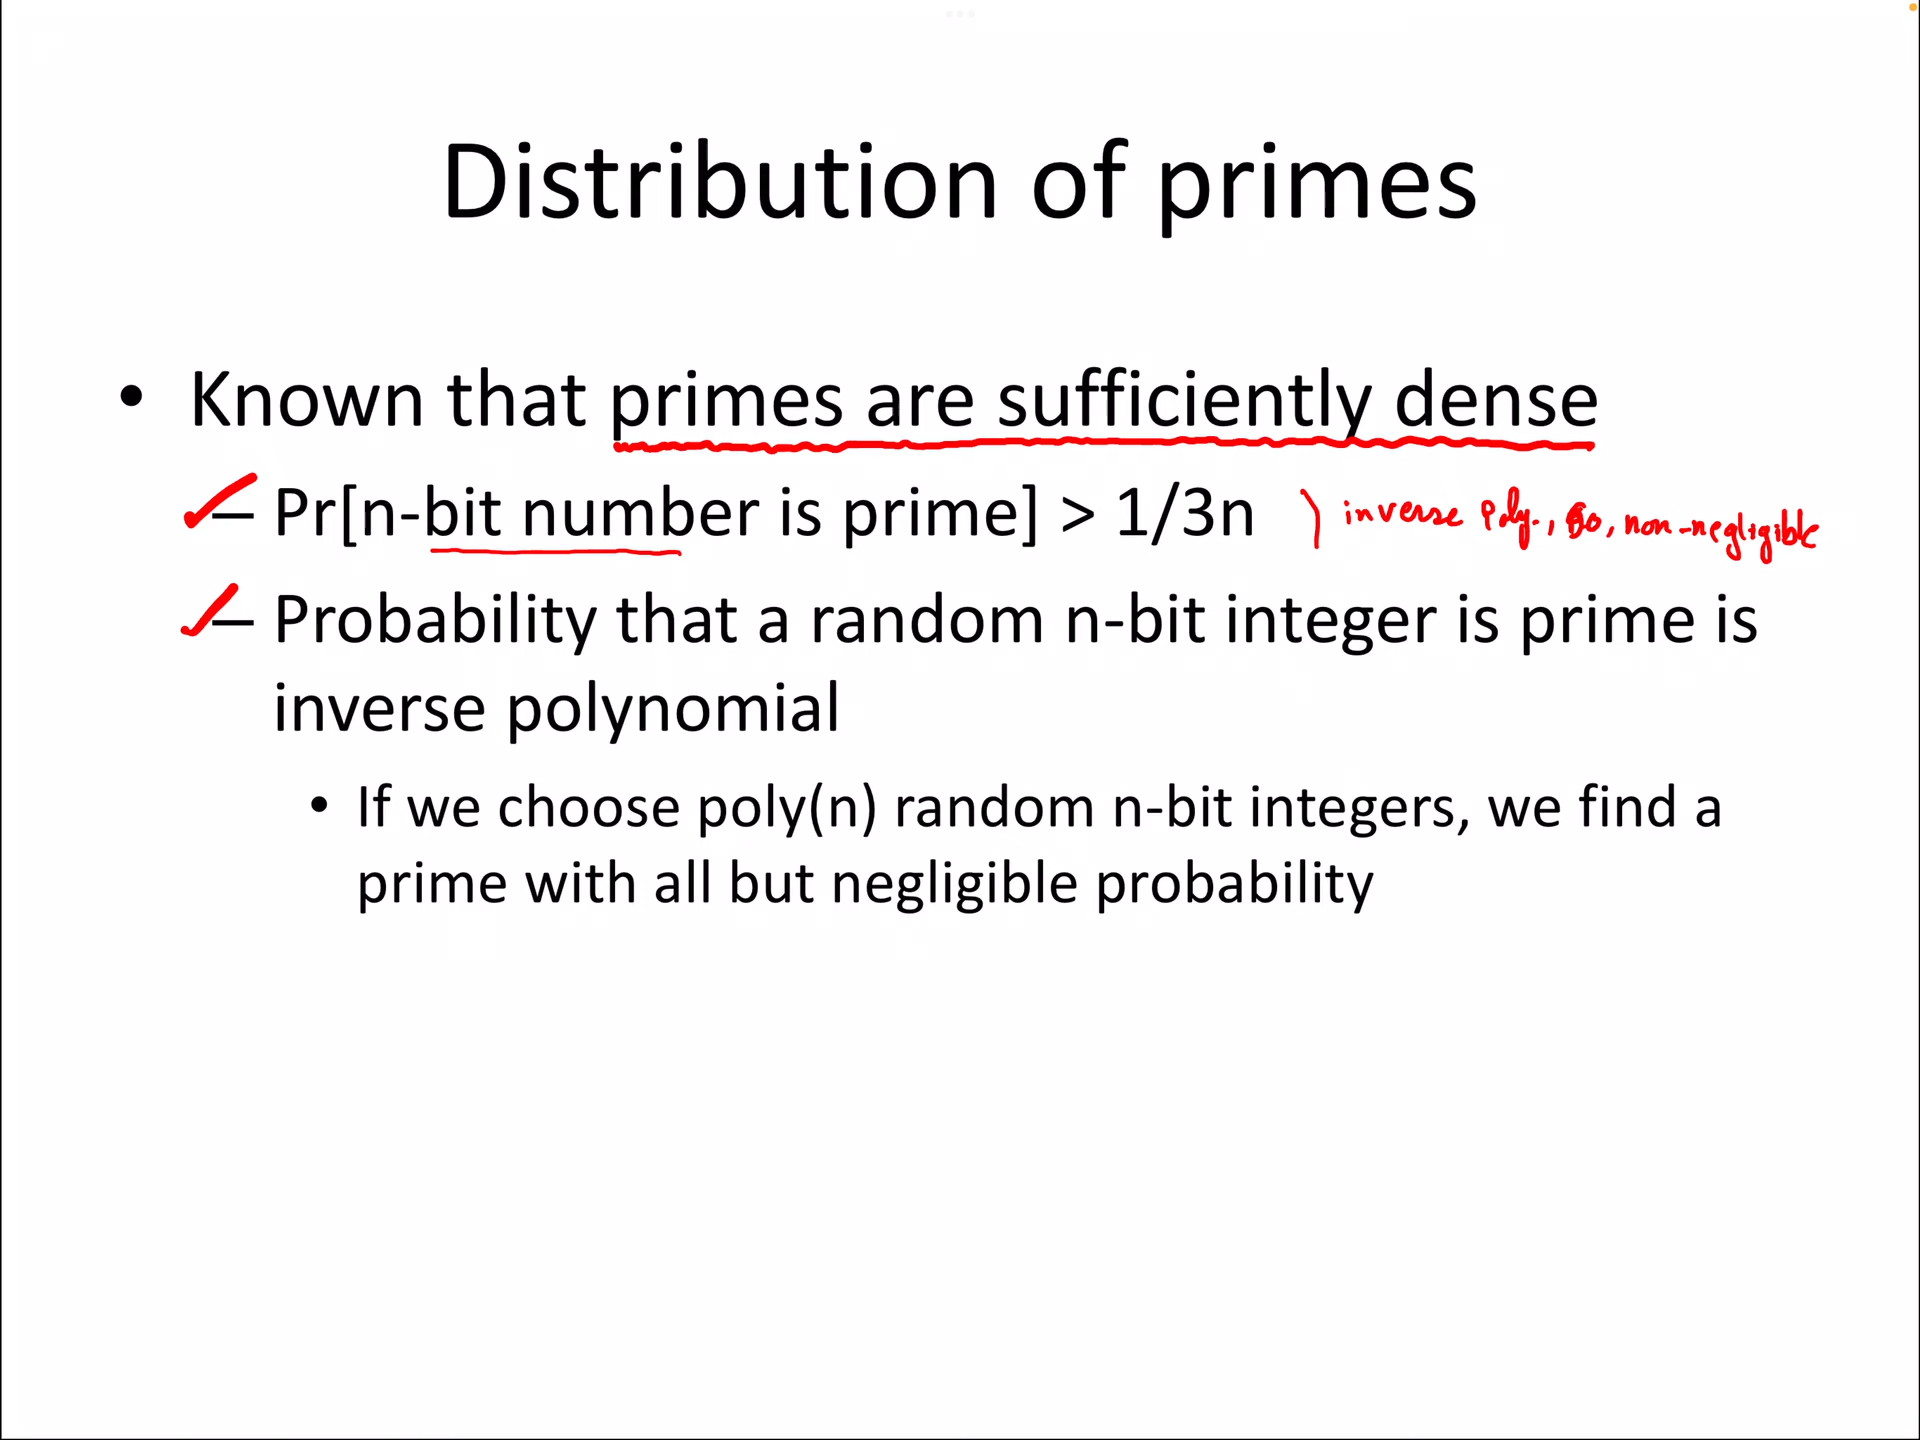 Distribution of primes
• Known that primes are sufficiently dense
– Pr[n-bit number is prime] > 1/3n
inverse poly., so, non-negligible
– Probability that a random n-bit integer is prime is
inverse polynomial
• If we choose poly(n) random n-bit integers, we find a
prime with all but negligible probability